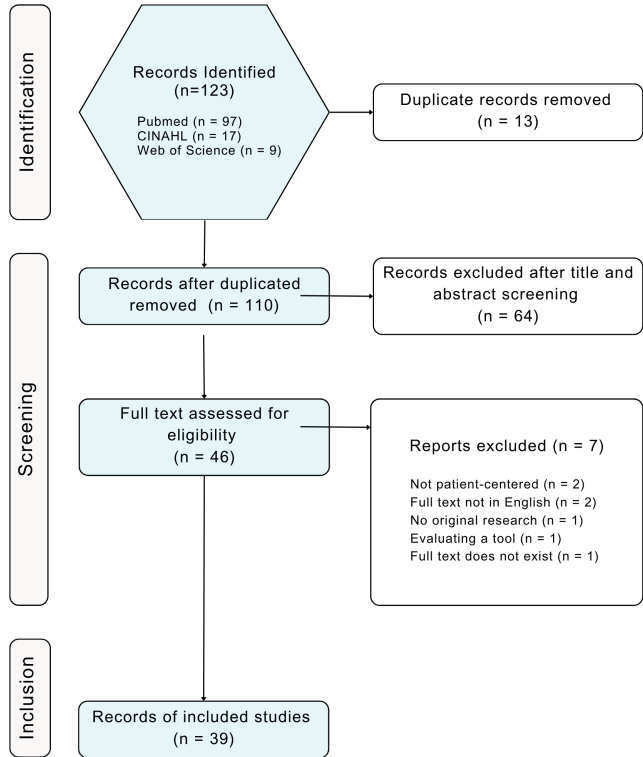 Identification
Records Identified
(n=123)
Pubmed (n = 97)
CINAHL (n = 17)
Web of Science (n = 9)
Duplicate records removed
(n = 13)
Screening
Records after duplicated
removed (n = 110)
Records excluded after title and
abstract screening
(n = 64)
Full text assessed for
eligibility
(n = 46)
Reports excluded (n = 7)
Not patient-centered (n = 2)
Full text not in English (n = 2)
No original research (n = 1)
Evaluating a tool (n = 1)
Full text does not exist (n = 1)
Inclusion
Records of included studies
(n = 39)